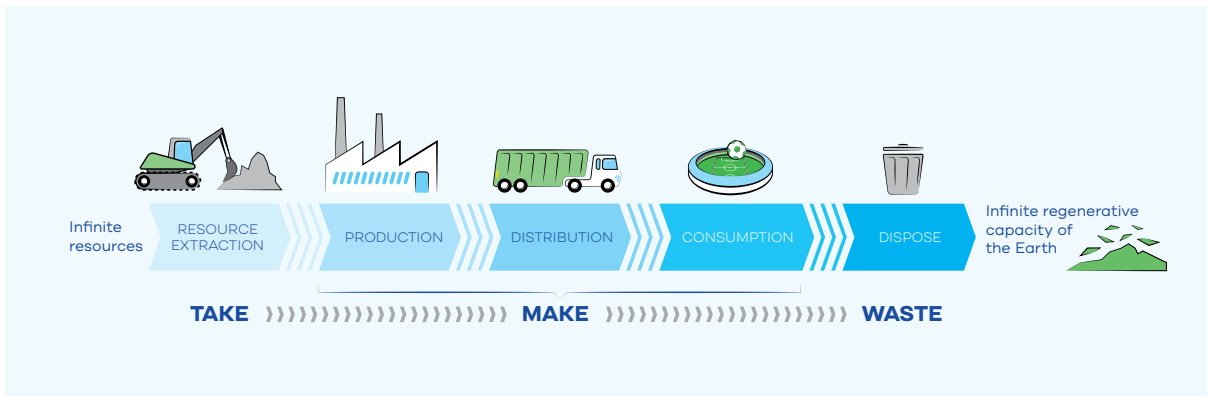 Infinite
resources
RESOURCE
EXTRACTION
PRODUCTION
DISTRIBUTION
CONSUMPTION
DISPOSE
Infinite regenerative
capacity of
the Earth
TAKE
MAKE
WASTE